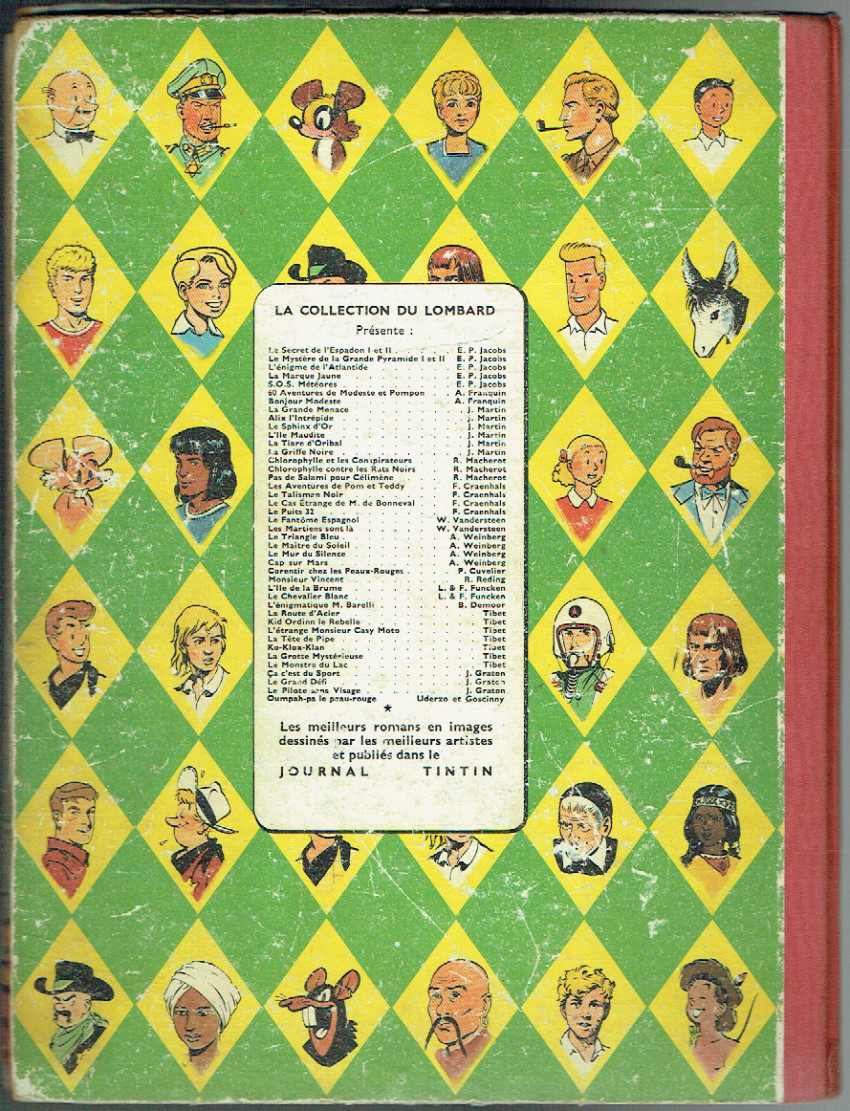 LA COLLECTION DU LOMBARD
Présente :
Le Secret de l'Espadon I et II . . E. P. Jacobs
Le Mystère de la Grande Pyramide I et II E. P. Jacobs
L'énigme de l'Atlantide . . . E. P. Jacobs
La Marque Jaune . . . E. P. Jacobs
S.O.S. Météores . . . E. P. Jacobs
60 Aventures de Modeste et Pompon . A. Franquin
Bonjour Modeste . . . A. Franquin
La Grande Menace . . . J. Martin
Alix l'Intrépide . . . J. Martin
Le Sphinx d'Or . . . J. Martin
L'Ile Maudite . . . J. Martin
La Tiare d'Oribal . . . J. Martin
La Griffe Noire . . . J. Martin
Chlorophylle et les Conspirateurs . . R. Macherot
Chlorophylle contre les Rats Noirs . . R. Macherot
Pas de Salami pour Célimène . . R. Macherot
Les Aventures de Pom et Teddy . . F. Craenhals
Le Talisman Noir . . . F. Craenhals
Le Cas Étrange de M. de Bonneval . . F. Craenhals
Le Puits 32 . . . F. Craenhals
Le Fantôme Espagnol . . . W. Vandersteen
Les Martiens sont là . . . W. Vandersteen
Le Triangle Bleu . . . A. Weinberg
Le Maître du Soleil . . . A. Weinberg
Le Mur du Silence . . . A. Weinberg
Cap sur Mars . . . A. Weinberg
Corentin chez les Peaux-Rouges . . P. Cuvelier
Monsieur Vincent . . . R. Reding
L'Ile de la Brume . . . L. & F. Funcken
Le Chevalier Blanc . . . L. & F. Funcken
L'énigmatique M. Barelli . . . B. Demoor
La Route d'Acier . . . Tibet
Kid Ordinn le Rebelle . . . Tibet
L'étrange Monsieur Casy Moto . . . Tibet
La Tête de Pipe . . . Tibet
Ko-Klox-Klan . . . Tibet
La Grotte Mystérieuse . . . Tibet
Le Monstre du Lac . . . Tibet
Ça c'est du Sport . . . J. Graton
Le Grand Défi . . . J. Graton
Le Pilote sans Visage . . . J. Graton
Oumpah-pa le peau-rouge Uderzo et Goscinny
★
Les meilleurs romans en images
dessinés par les meilleurs artistes
et publiés dans le
JOURNAL TINTIN